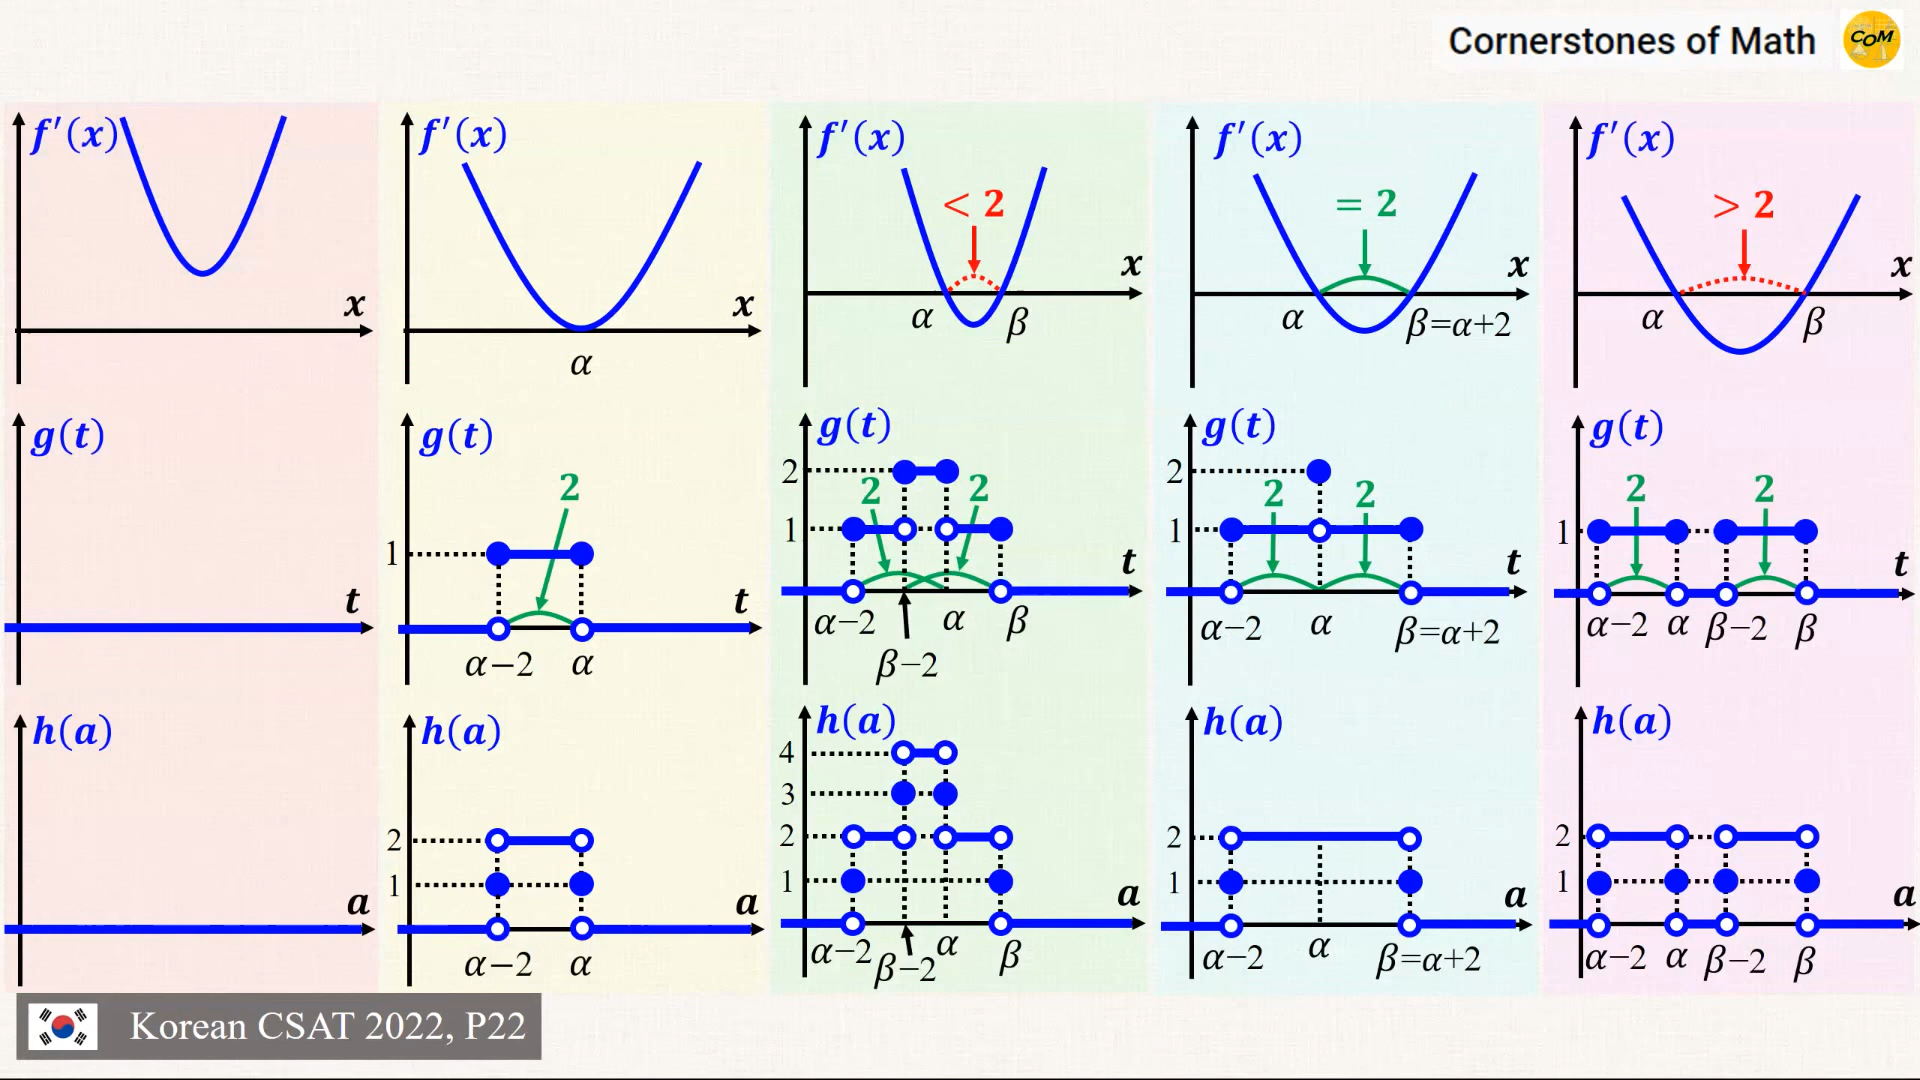 Cornerstones of Math
COM
f′(x)
x
f′(x)
x
α
f′(x)
< 2
x
α
β
f′(x)
= 2
x
α
β=α+2
f′(x)
> 2
x
α
β
g(t)
t
g(t)
2
1
t
α−2
α
g(t)
2
2
2
1
t
α−2
α
β
β−2
g(t)
2
2
2
1
t
α−2
α
β=α+2
g(t)
2
2
1
t
α−2
α
β−2
β
h(a)
a
h(a)
2
1
a
α−2
α
h(a)
4
3
2
1
a
α−2
β−2
α
β
h(a)
2
1
a
α−2
α
β=α+2
h(a)
2
1
a
α−2
α
β−2
β
Korean CSAT 2022, P22